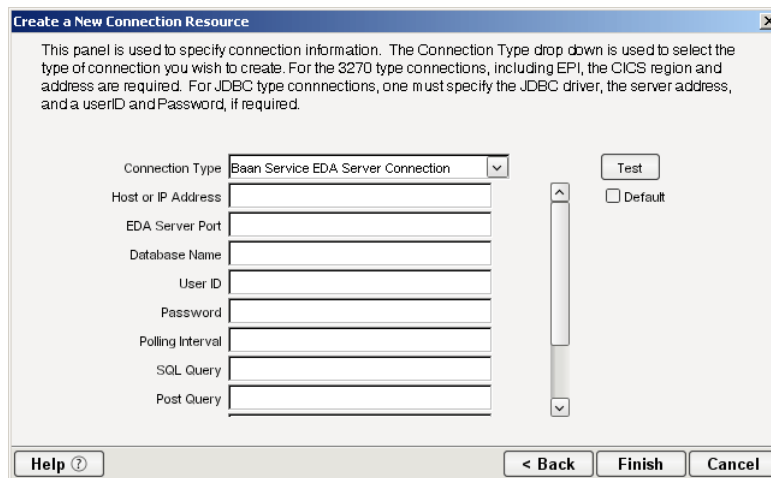 Create a New Connection Resource
This panel is used to specify connection information. The Connection Type drop down is used to select the
type of connection you wish to create. For the 3270 type connections, including EPI, the CICS region and
address are required. For JDBC type connnections, one must specify the JDBC driver, the server address,
and a userID and Password, if required.
Connection Type Baan Service EDA Server Connection Test
Host or IP Address Default
EDA Server Port
Database Name
User ID
Password
Polling Interval
SQL Query
Post Query
Help ? < Back Finish Cancel